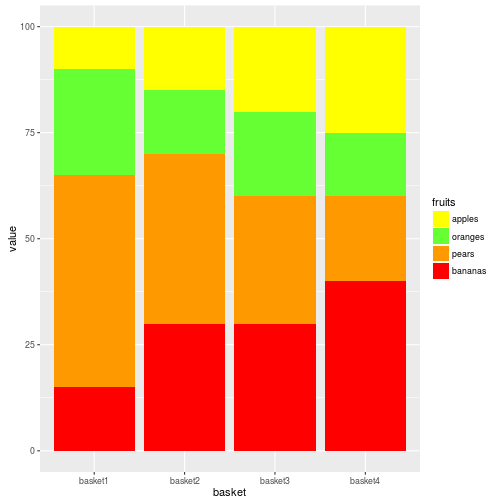 100
75
50
25
0
value
basket1 basket2 basket3 basket4
basket
fruits
apples
oranges
pears
bananas